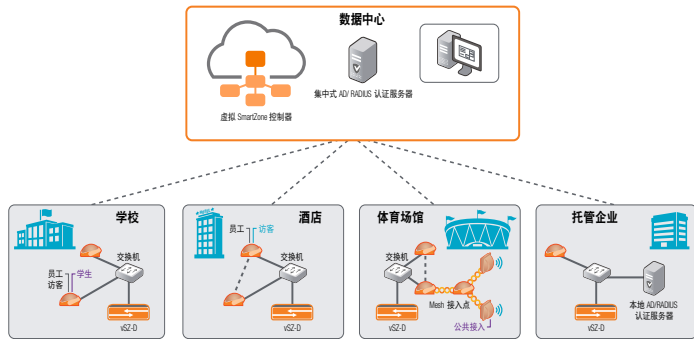 数据中心
虚拟 SmartZone 控制器
集中式 AD/ RADIUS 认证服务器
学校
交换机
员工
学生
访客
vSZ-D
酒店
员工
访客
交换机
vSZ-D
体育场馆
交换机
Mesh 接入点
vSZ-D
公共接入
托管企业
交换机
本地 AD/RADIUS
认证服务器
vSZ-D